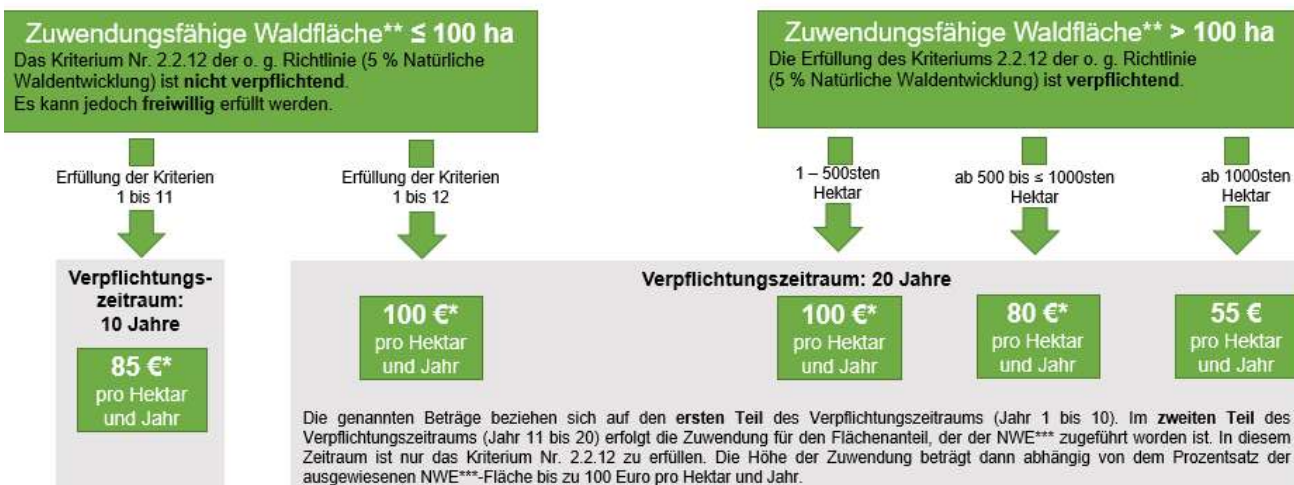 Zuwendungsfähige Waldfläche** ≤ 100 ha
Das Kriterium Nr. 2.2.12 der o. g. Richtlinie (5 % Natürliche
Waldentwicklung) ist nicht verpflichtend.
Es kann jedoch freiwillig erfüllt werden.
Zuwendungsfähige Waldfläche** > 100 ha
Die Erfüllung des Kriteriums 2.2.12 der o. g. Richtlinie
(5 % Natürliche Waldentwicklung) ist verpflichtend.
Erfüllung der Kriterien
1 bis 11
Erfüllung der Kriterien
1 bis 12
1 – 500sten
Hektar
ab 500 bis ≤ 1000sten
Hektar
ab 1000sten
Hektar
Verpflichtungs-
zeitraum:
10 Jahre
85 €*
pro Hektar
und Jahr
Verpflichtungszeitraum: 20 Jahre
100 €*
pro Hektar
und Jahr
100 €*
pro Hektar
und Jahr
80 €*
pro Hektar
und Jahr
55 €
pro Hektar
und Jahr
Die genannten Beträge beziehen sich auf den ersten Teil des Verpflichtungszeitraums (Jahr 1 bis 10). Im zweiten Teil des
Verpflichtungszeitraums (Jahr 11 bis 20) erfolgt die Zuwendung für den Flächenanteil, der der NWE*** zugeführt worden ist. In diesem
Zeitraum ist nur das Kriterium Nr. 2.2.12 zu erfüllen. Die Höhe der Zuwendung beträgt dann abhängig von dem Prozentsatz der
ausgewiesenen NWE***-Fläche bis zu 100 Euro pro Hektar und Jahr.